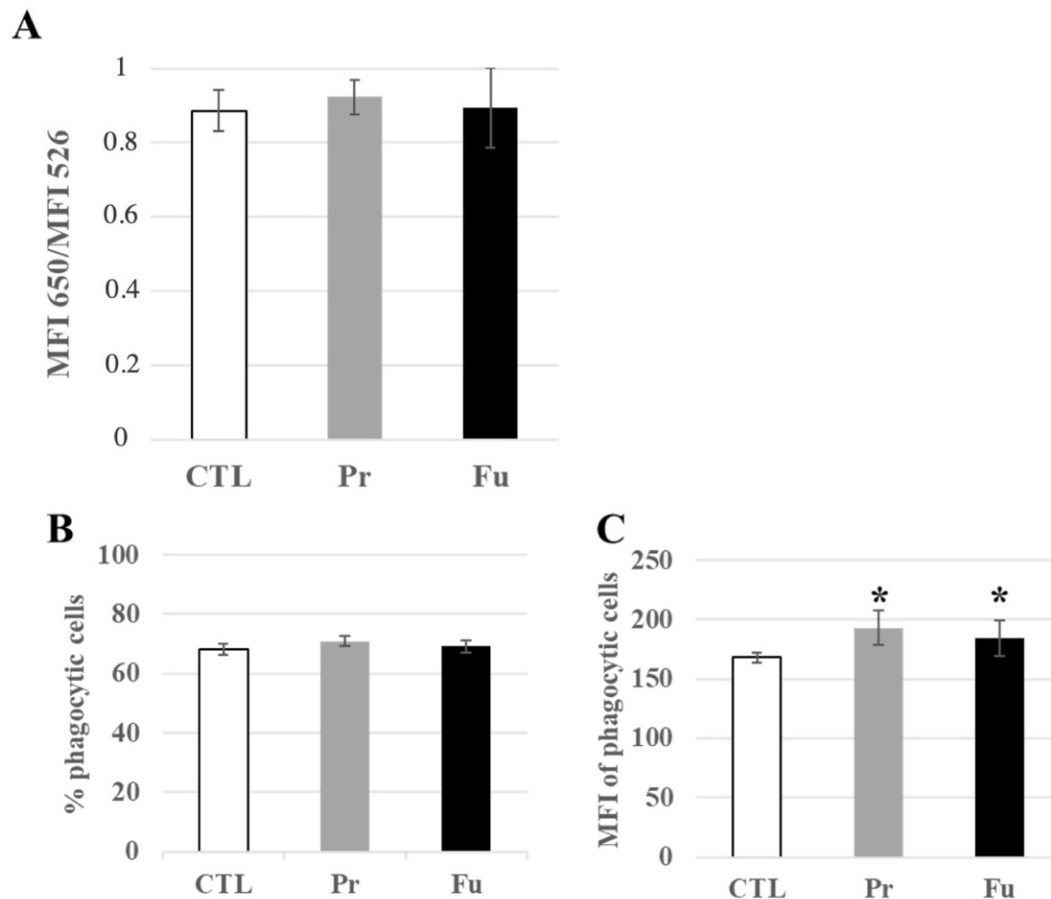 A
MFI 650/MFI 526
1
0.8
0.6
0.4
0.2
0
CTL Pr Fu
B
% phagocytic cells
100
80
60
40
20
0
CTL Pr Fu
C
MFI of phagocytic cells
250
200
150
100
50
0
* *
CTL Pr Fu